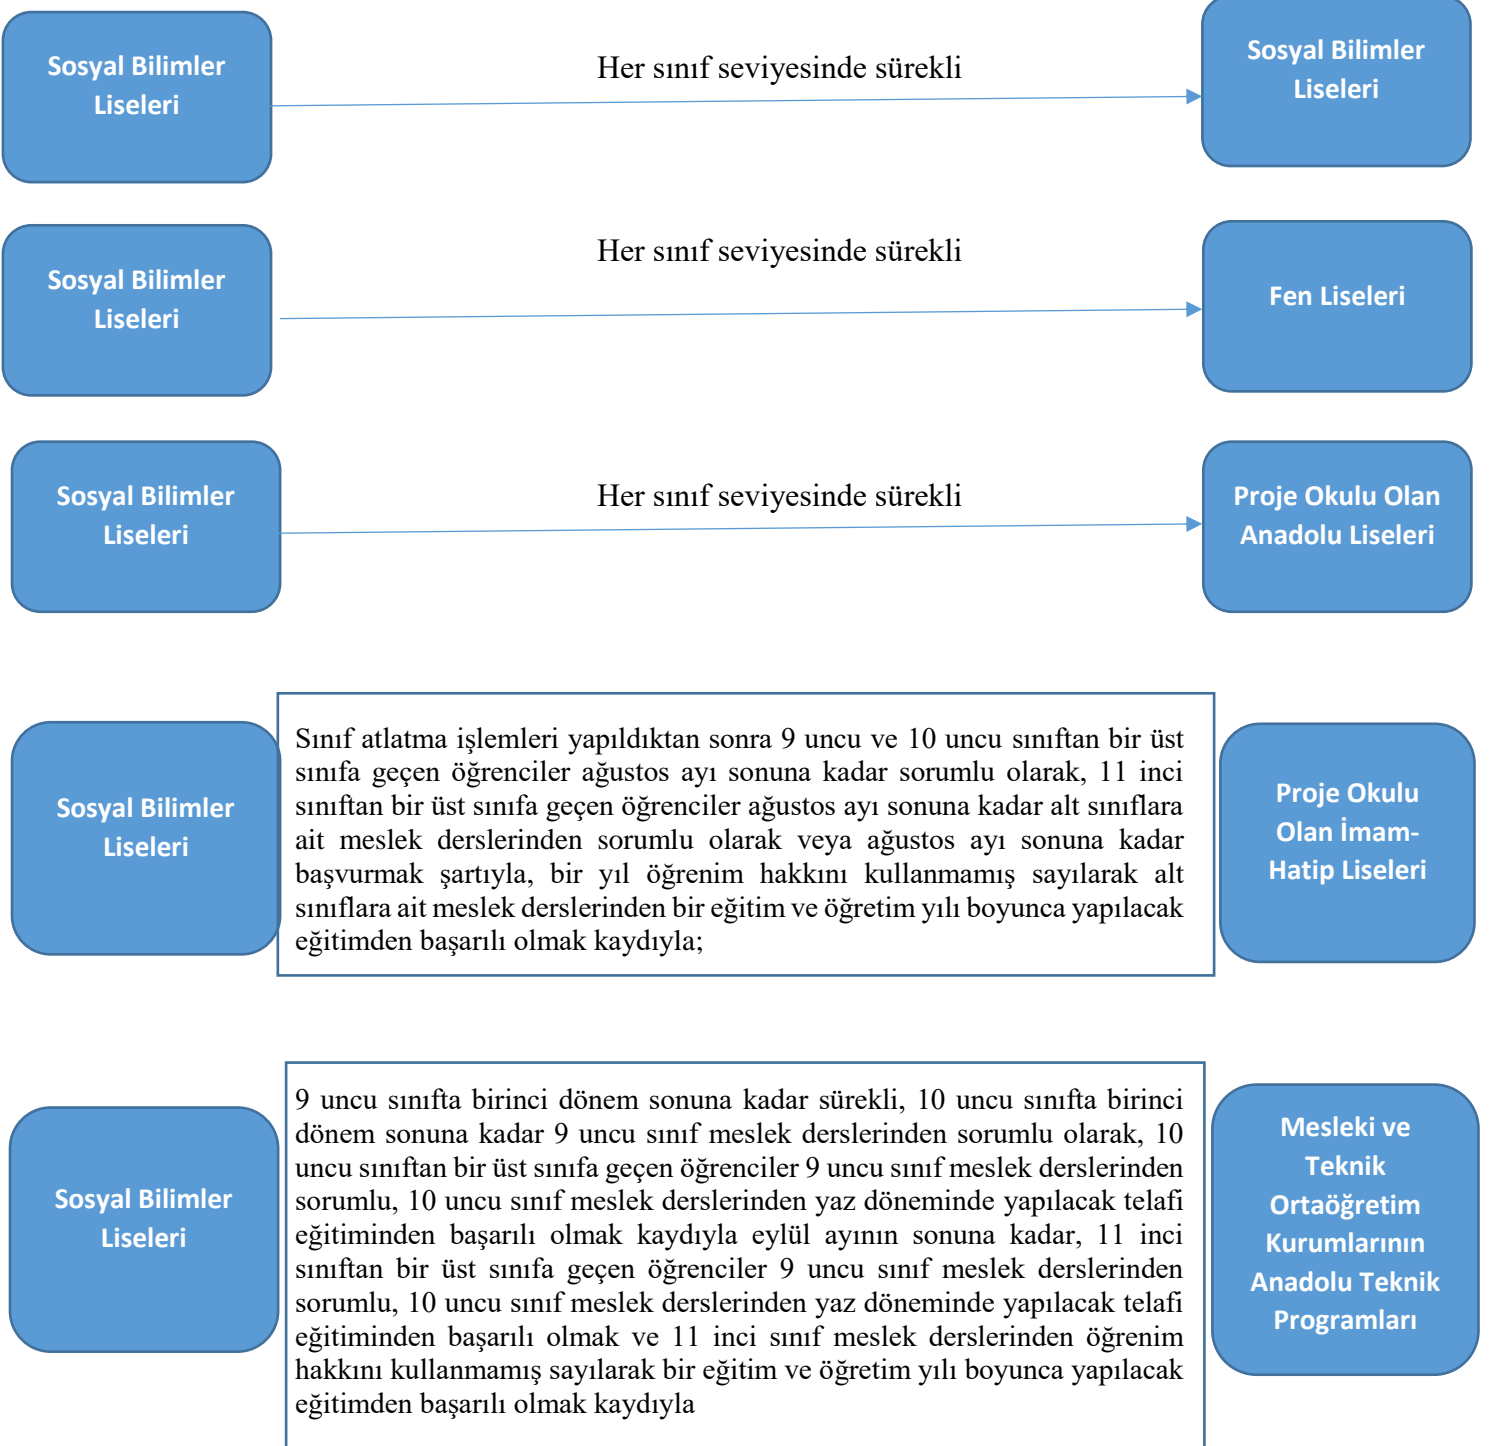 Sosyal Bilimler
Liseleri
Her sınıf seviyesinde sürekli
Sosyal Bilimler
Liseleri
Sosyal Bilimler
Liseleri
Her sınıf seviyesinde sürekli
Fen Liseleri
Sosyal Bilimler
Liseleri
Her sınıf seviyesinde sürekli
Proje Okulu Olan
Anadolu Liseleri
Sosyal Bilimler
Liseleri
Sınıf atlatma işlemleri yapıldıktan sonra 9 uncu ve 10 uncu sınıftan bir üst
sınıfa geçen öğrenciler ağustos ayı sonuna kadar sorumlu olarak, 11 inci
sınıftan bir üst sınıfa geçen öğrenciler ağustos ayı sonuna kadar alt sınıflara
ait meslek derslerinden sorumlu olarak veya ağustos ayı sonuna kadar
başvurmak şartıyla, bir yıl öğrenim hakkını kullanmamış sayılarak alt
sınıflara ait meslek derslerinden bir eğitim ve öğretim yılı boyunca yapılacak
eğitimden başarılı olmak kaydıyla;
Proje Okulu
Olan İmam-
Hatip Liseleri
Sosyal Bilimler
Liseleri
9 uncu sınıfta birinci dönem sonuna kadar sürekli, 10 uncu sınıfta birinci
dönem sonuna kadar 9 uncu sınıf meslek derslerinden sorumlu olarak, 10
uncu sınıftan bir üst sınıfa geçen öğrenciler 9 uncu sınıf meslek derslerinden
sorumlu, 10 uncu sınıf meslek derslerinden yaz döneminde yapılacak telafi
eğitiminden başarılı olmak kaydıyla eylül ayının sonuna kadar, 11 inci
sınıftan bir üst sınıfa geçen öğrenciler 9 uncu sınıf meslek derslerinden
sorumlu, 10 uncu sınıf meslek derslerinden yaz döneminde yapılacak telafi
eğitiminden başarılı olmak ve 11 inci sınıf meslek derslerinden öğrenim
hakkını kullanmamış sayılarak bir eğitim ve öğretim yılı boyunca yapılacak
eğitimden başarılı olmak kaydıyla
Mesleki ve
Teknik
Ortaöğretim
Kurumlarının
Anadolu Teknik
Programları